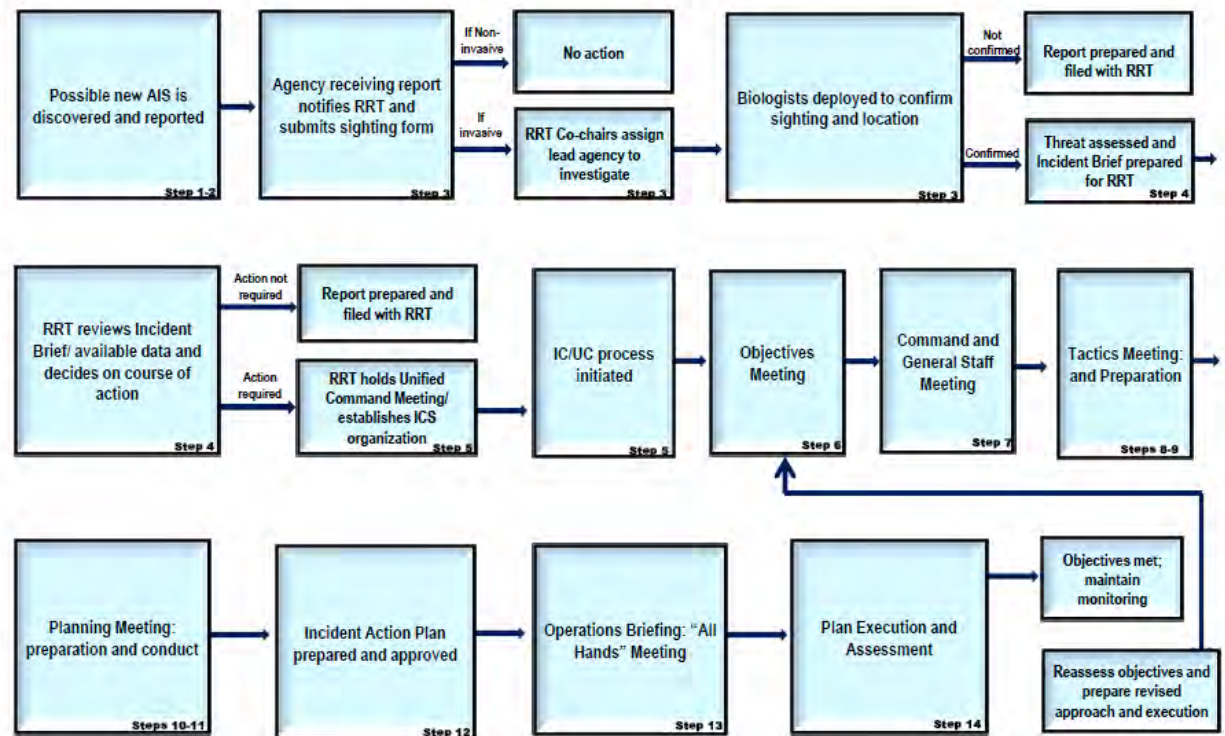 Possible new AIS is
discovered and reported
Step 1-2
Agency receiving report
notifies RRT and
submits sighting form
Step 3
If Non-
invasive
No action
If
invasive
RRT Co-chairs assign
lead agency to
investigate
Step 3
Biologists deployed to confirm
sighting and location
Step 3
Not
confirmed
Report prepared and
filed with RRT
Confirmed
Threat assessed and
Incident Brief prepared
for RRT
Step 4
RRT reviews Incident
Brief/ available data and
decides on course of
action
Step 4
Action not
required
Report prepared and
filed with RRT
Action
required
RRT holds Unified
Command Meeting/
establishes ICS
organization
Step 5
IC/UC process
initiated
Step 5
Objectives
Meeting
Step 6
Command and
General Staff
Meeting
Step 7
Tactics Meeting:
and Preparation
Steps 8-9
Planning Meeting:
preparation and conduct
Steps 10-11
Incident Action Plan
prepared and approved
Step 12
Operations Briefing: “All
Hands” Meeting
Step 13
Plan Execution and
Assessment
Step 14
Objectives met;
maintain
monitoring
Reassess objectives and
prepare revised
approach and execution